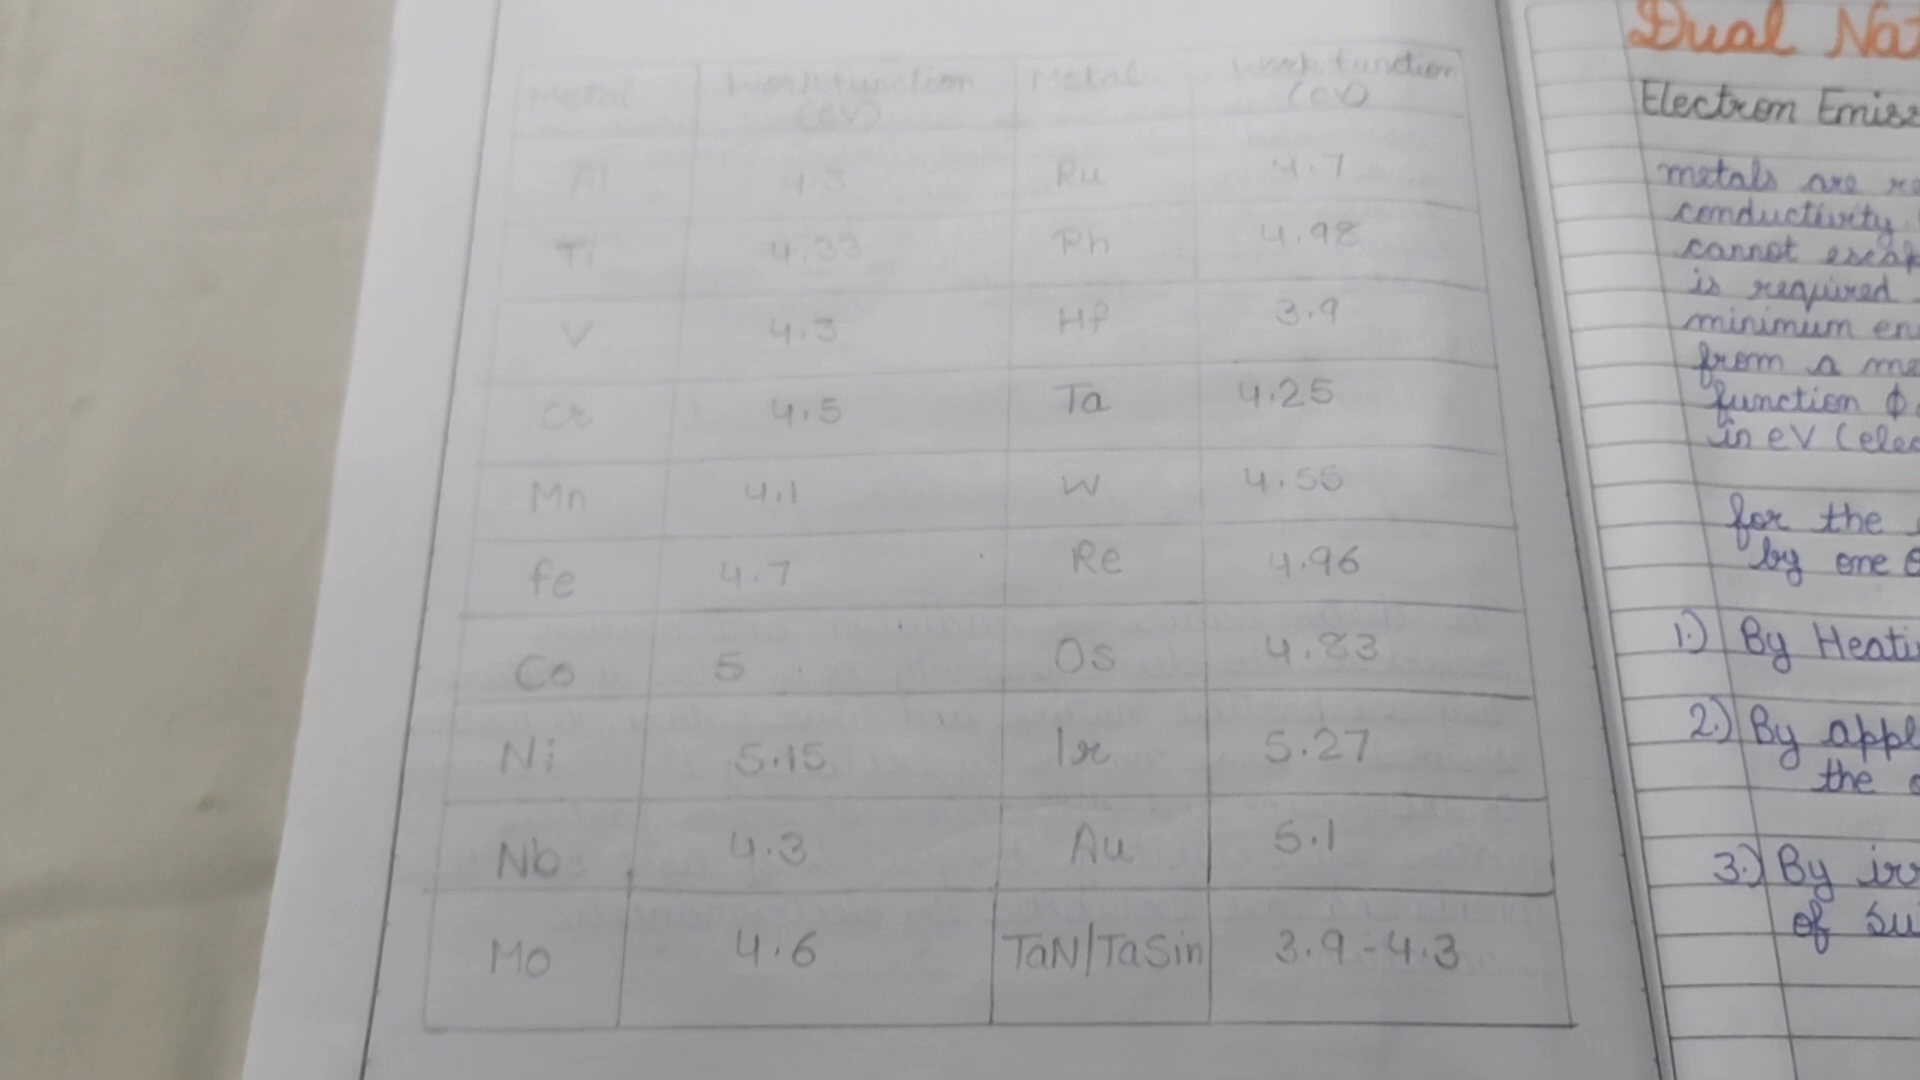 Metal Work function (eV) Metal Work function (eV)
Al 4.3 Ru 4.7
Ti 4.33 Rh 4.98
V 4.3 Hf 3.9
Cr 4.5 Ta 4.25
Mn 4.1 W 4.55
fe 4.7 Re 4.96
Co 5 Os 4.83
Ni 5.15 Ir 5.27
Nb 4.3 Au 5.1
Mo 4.6 TaN/TaSin 3.9-4.3
Dual Nat
Electron Emiss
metals are re
conductivity.
cannot escap
is required
minimum en
from a me
function ϕ
in eV (elec
for the
by one
1.) By Heati
2.) By appl
the
3.) By irr
of su